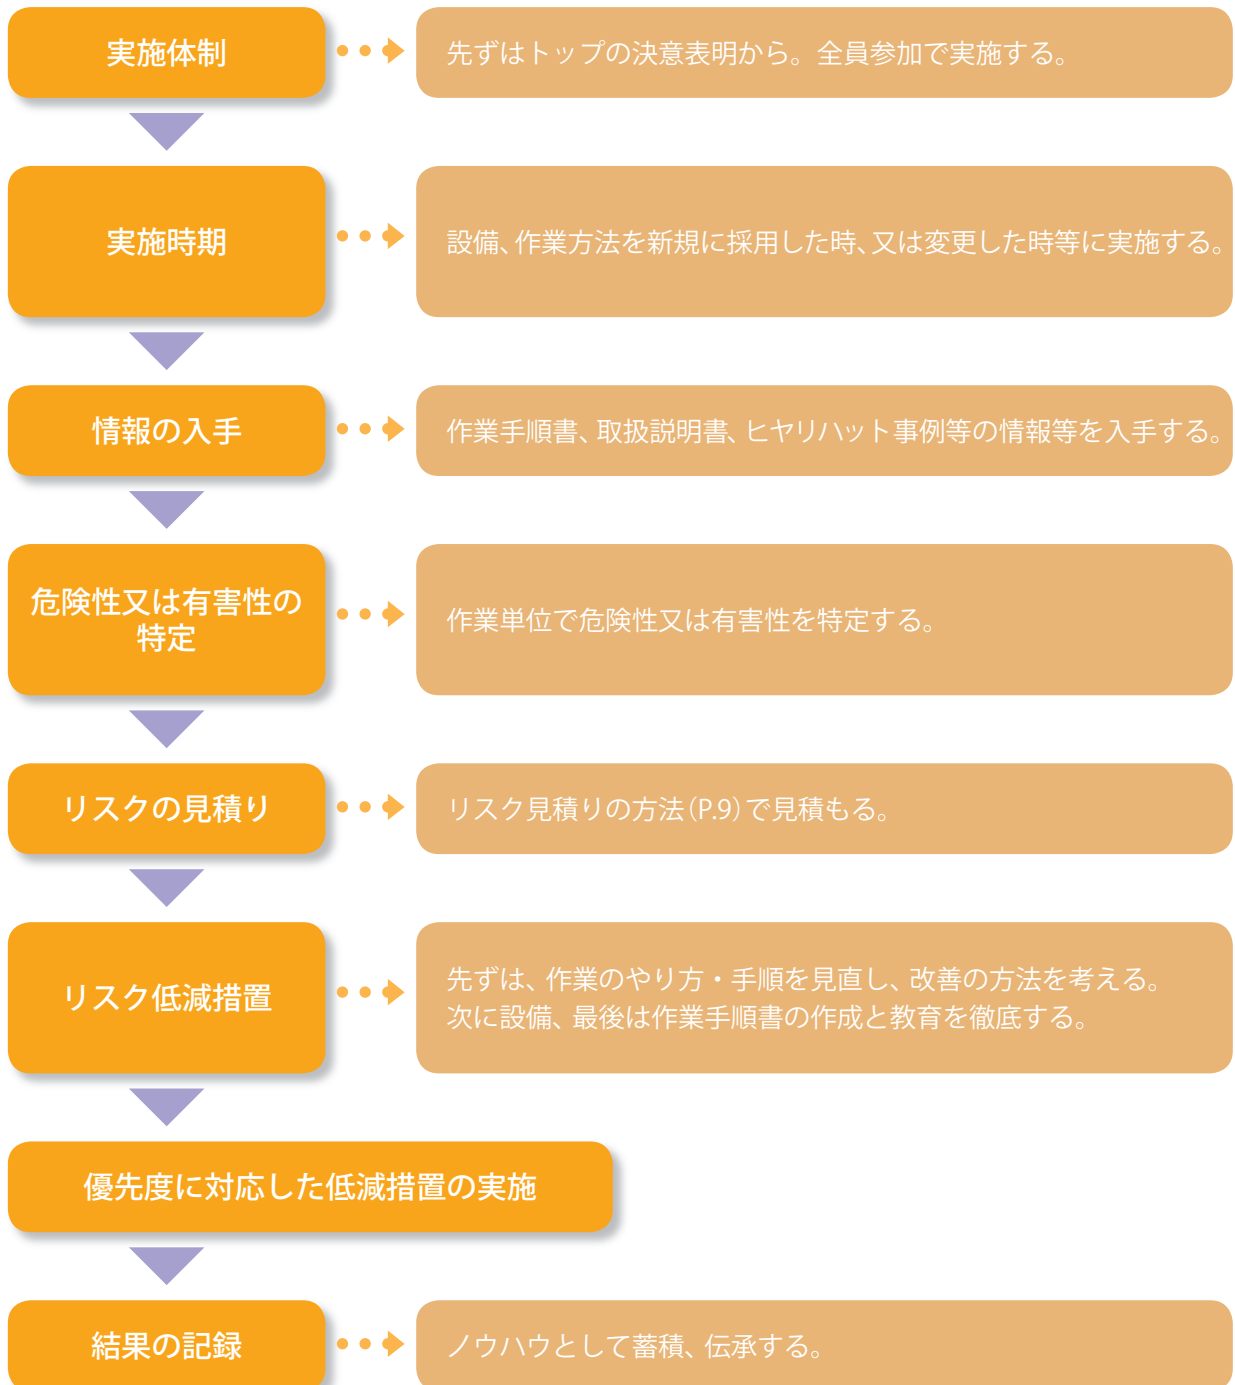 実施体制
先ずはトップの決意表明から。全員参加で実施する。
実施時期
設備、作業方法を新規に採用した時、又は変更した時等に実施する。
情報の入手
作業手順書、取扱説明書、ヒヤリハット事例等の情報等を入手する。
危険性又は有害性の
特定
作業単位で危険性又は有害性を特定する。
リスクの見積り
リスク見積りの方法(P.9)で見積もる。
リスク低減措置
先ずは、作業のやり方・手順を見直し、改善の方法を考える。
次に設備、最後は作業手順書の作成と教育を徹底する。
優先度に対応した低減措置の実施
結果の記録
ノウハウとして蓄積、伝承する。